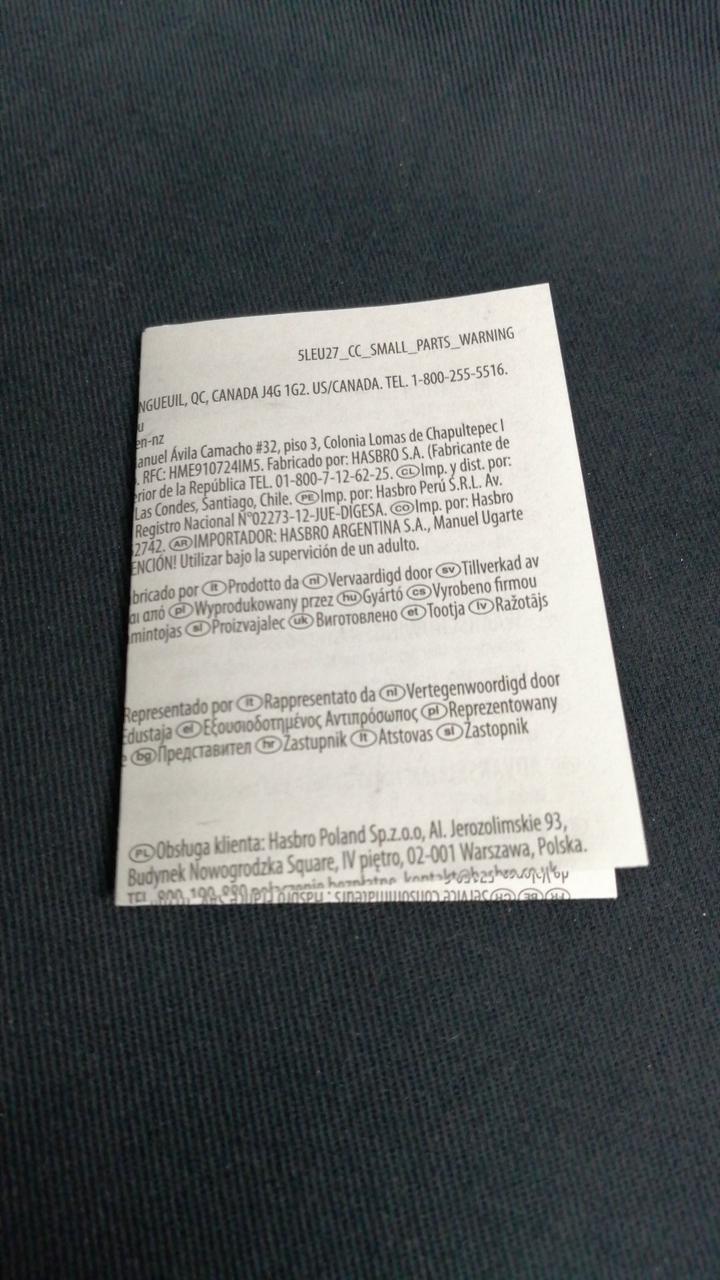 5LEU27_CC_SMALL_PARTS_WARNING
NGUEUIL, QC, CANADA J4G 1G2. US/CANADA. TEL. 1-800-255-5516.
u
en-nz
anuel Ávila Camacho #32, piso 3, Colonia Lomas de Chapultepec I
. RFC: HME910724IM5. Fabricado por: HASBRO S.A. (Fabricante de
erior de la República TEL. 01-800-7-12-62-25. CL Imp. y dist. por:
Las Condes, Santiago, Chile. PE Imp. por: Hasbro Perú S.R.L. Av.
Registro Nacional N°02273-12-JUE-DIGESA. CO Imp. por: Hasbro
2742. AR IMPORTADOR: HASBRO ARGENTINA S.A., Manuel Ugarte
ENCIÓN! Utilizar bajo la supervición de un adulto.
bricado por it Prodotto da nl Vervaardigd door sv Tillverkad av
αι από pl Wyprodukowany przez hu Gyártó cs Vyrobeno firmou
mintojas sl Proizvajalec uk Виготовлено et Tootja lv Ražotājs
Representado por it Rappresentato da nl Vertegenwoordigd door
Edustaja el Εξουσιοδοτημένος Αντιπρόσωπος pl Reprezentowany
e bg Представител hr Zastupnik lt Atstovas sl Zastopnik
PL Obsługa klienta: Hasbro Poland Sp.z.o.o, Al. Jerozolimskie 93,
Budynek Nowogrodzka Square, IV piętro, 02-001 Warszawa, Polska.